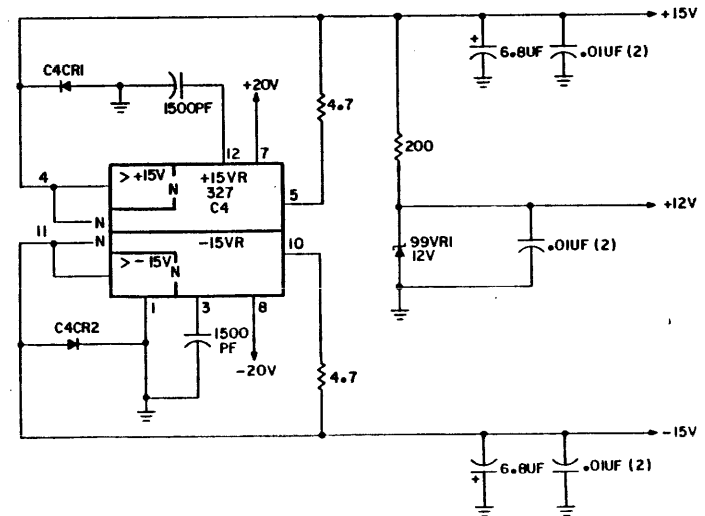 +15V
+
6.8UF
.01UF (2)
C4CR1
1500PF
+20V
4.7
200
12
7
4
>+15V
N
+15VR
327
C4
5
N
+12V
11
N
-15VR
10
>-15V
N
99VR1
12V
.01UF (2)
1
3
8
C4CR2
1500
PF
-20V
4.7
-15V
6.8UF
+
.01UF (2)